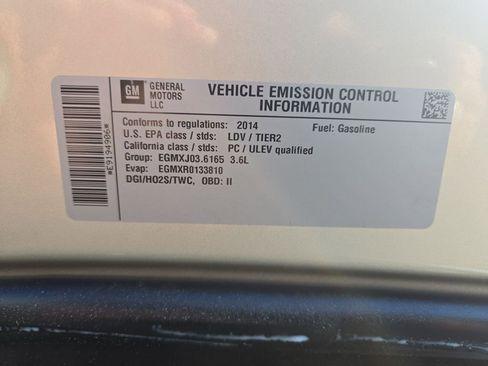 GM
GENERAL MOTORS LLC
VEHICLE EMISSION CONTROL INFORMATION
Conforms to regulations: 2014 Fuel: Gasoline
U.S. EPA class / stds: LDV / TIER2
California class / stds: PC / ULEV qualified
Group: EGMXJ03.6165 3.6L
Evap: EGMXR0133810
DGI/HO2S/TWC, OBD: II
*E9194906*